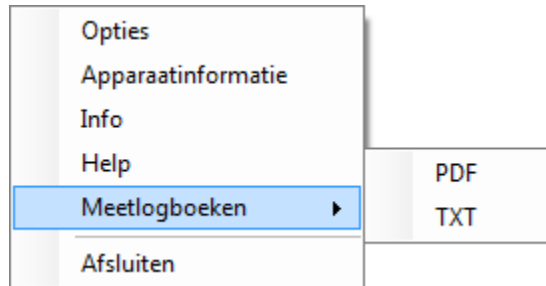 Opties
Apparaatinformatie
Info
Help
Meetlogboeken
PDF
TXT
Afsluiten